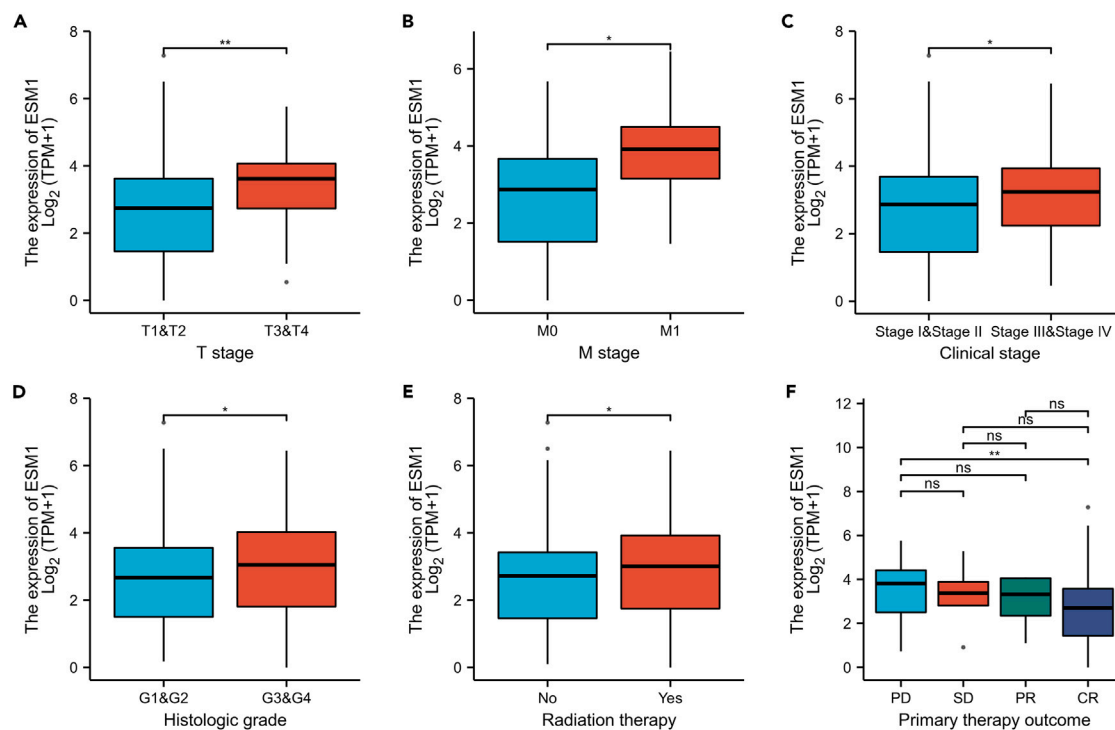 A
The expression of ESM1
Log2 (TPM+1)
8
6
4
2
0
**
T1&T2
T3&T4
T stage
B
The expression of ESM1
Log2 (TPM+1)
6
4
2
0
*
M0
M1
M stage
C
The expression of ESM1
Log2 (TPM+1)
8
6
4
2
0
*
Stage I&Stage II
Stage III&Stage IV
Clinical stage
D
The expression of ESM1
Log2 (TPM+1)
8
6
4
2
0
*
G1&G2
G3&G4
Histologic grade
E
The expression of ESM1
Log2 (TPM+1)
8
6
4
2
0
*
No
Yes
Radiation therapy
F
The expression of ESM1
Log2 (TPM+1)
12
10
8
6
4
2
0
ns
ns
ns
**
ns
ns
PD
SD
PR
CR
Primary therapy outcome